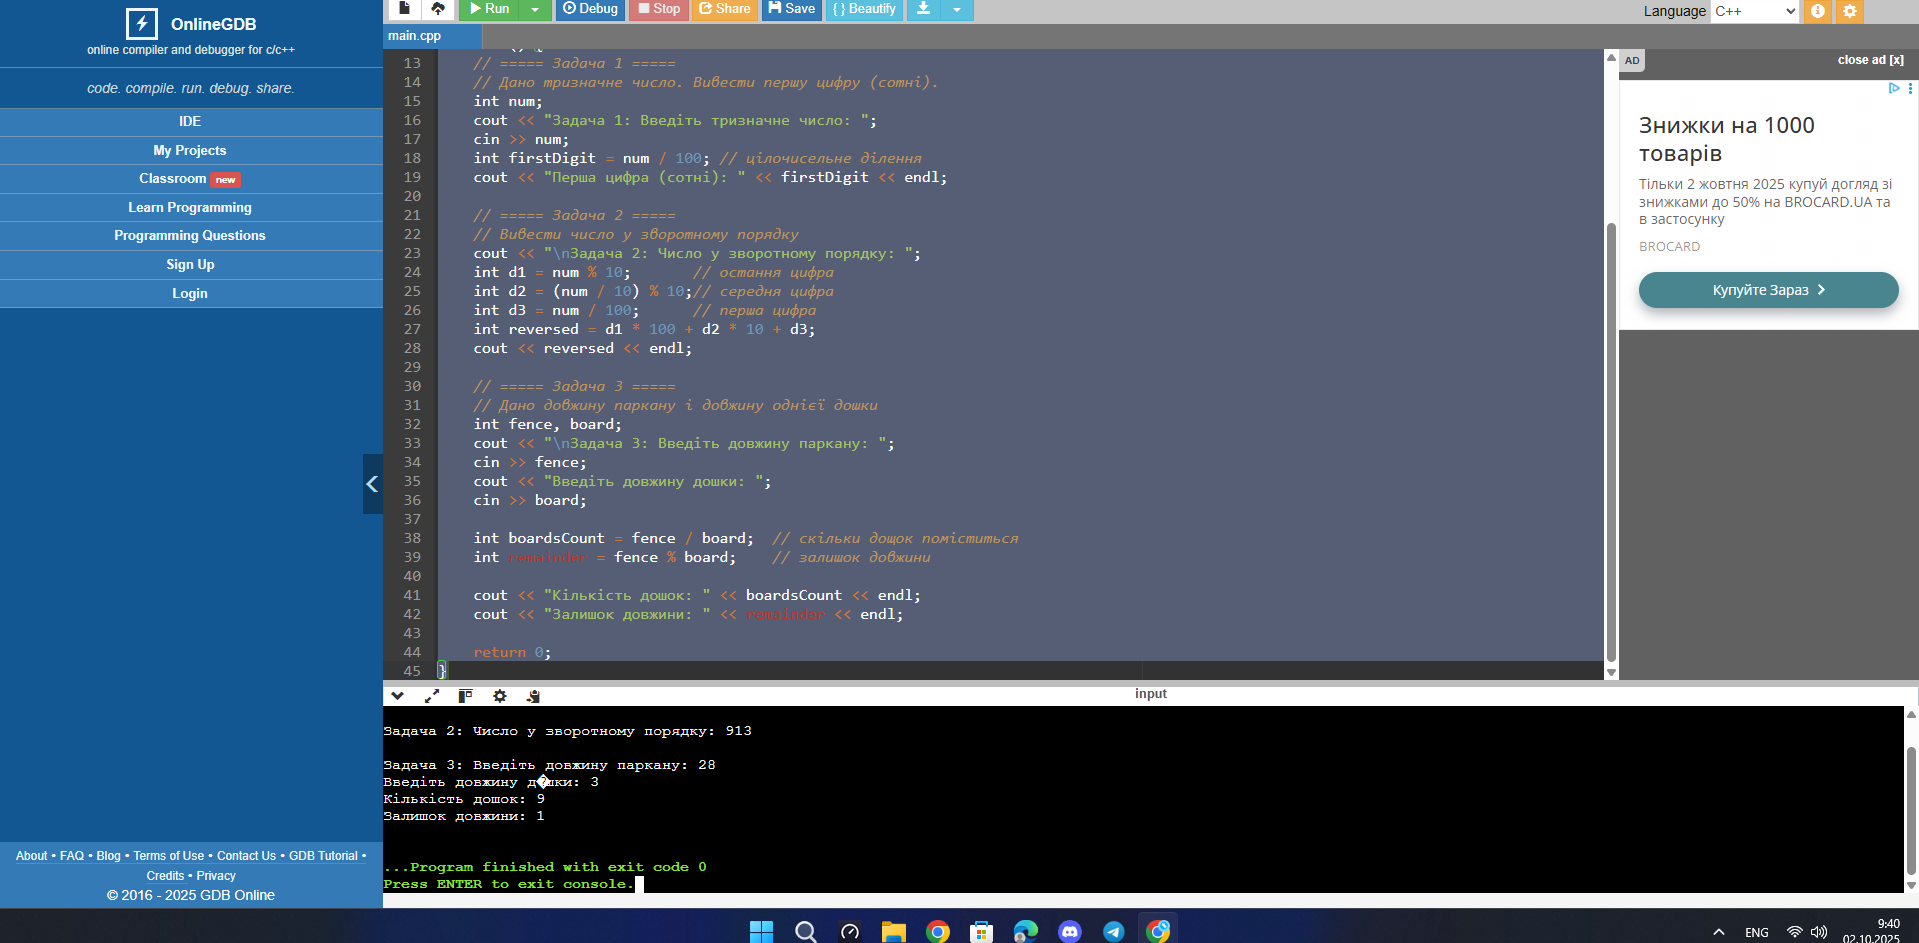 OnlineGDB
online compiler and debugger for c/c++
code. compile. run. debug. share.
IDE
My Projects
Classroom new
Learn Programming
Programming Questions
Sign Up
Login
About • FAQ • Blog • Terms of Use • Contact Us • GDB Tutorial •
Credits • Privacy
© 2016 - 2025 GDB Online
Run Debug Stop Share Save { } Beautify
Language C++
main.cpp
13 // ===== Задача 1 =====
14 // Дано тризначне число. Вивести першу цифру (сотні).
15 int num;
16 cout << "Задача 1: Введіть тризначне число: ";
17 cin >> num;
18 int firstDigit = num / 100; // цілочисельне ділення
19 cout << "Перша цифра (сотні): " << firstDigit << endl;
20
21 // ===== Задача 2 =====
22 // Вивести число у зворотному порядку
23 cout << "\nЗадача 2: Число у зворотному порядку: ";
24 int d1 = num % 10;       // остання цифра
25 int d2 = (num / 10) % 10;// середня цифра
26 int d3 = num / 100;      // перша цифра
27 int reversed = d1 * 100 + d2 * 10 + d3;
28 cout << reversed << endl;
29
30 // ===== Задача 3 =====
31 // Дано довжину паркану і довжину однієї дошки
32 int fence, board;
33 cout << "\nЗадача 3: Введіть довжину паркану: ";
34 cin >> fence;
35 cout << "Введіть довжину дошки: ";
36 cin >> board;
37
38 int boardsCount = fence / board;  // скільки дощок поміститься
39 int remainder = fence % board;    // залишок довжини
40
41 cout << "Кількість дошок: " << boardsCount << endl;
42 cout << "Залишок довжини: " << remainder << endl;
43
44 return 0;
45 }
AD
close ad [x]
Знижки на 1000
товарів
Тільки 2 жовтня 2025 купуй догляд зі
знижками до 50% на BROCARD.UA та
в застосунку
BROCARD
Купуйте Зараз
input
Задача 2: Число у зворотному порядку: 913
Задача 3: Введіть довжину паркану: 28
Введіть довжину д�шки: 3
Кількість дошок: 9
Залишок довжини: 1
...Program finished with exit code 0
Press ENTER to exit console.
ENG
9:40
02.10.2025